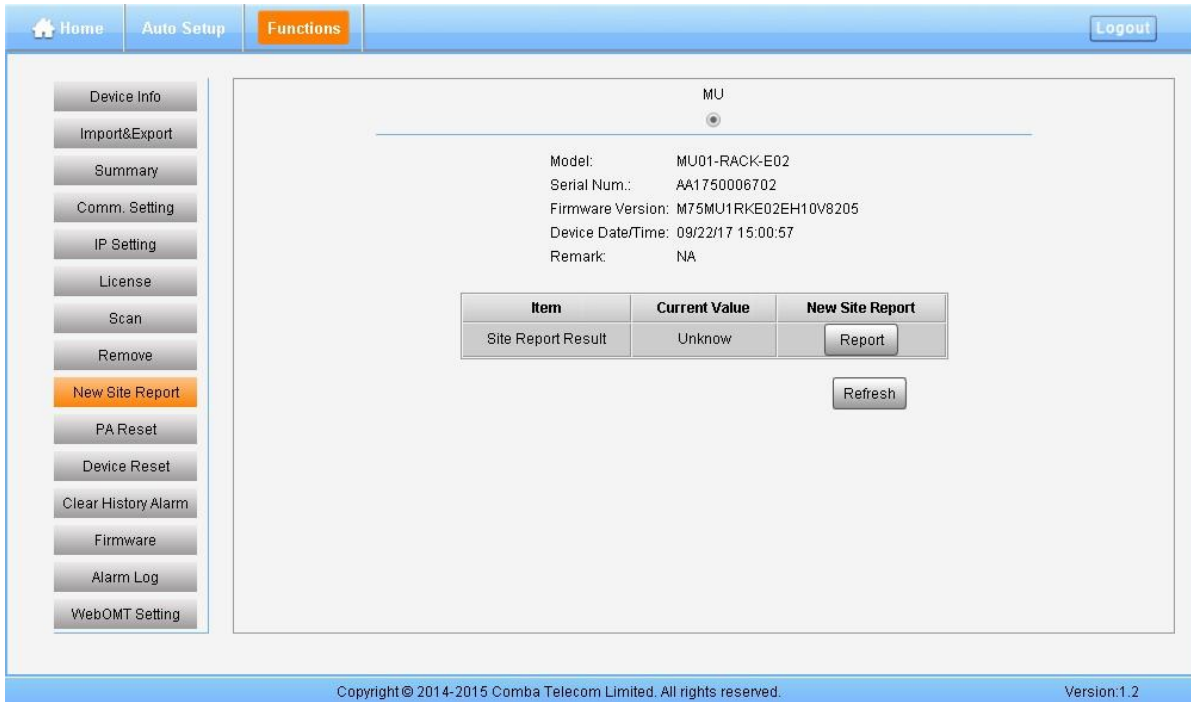 Home Auto Setup Functions Logout
Device Info
Import&Export
Summary
Comm. Setting
IP Setting
License
Scan
Remove
New Site Report
PA Reset
Device Reset
Clear History Alarm
Firmware
Alarm Log
WebOMT Setting
MU
Model: MU01-RACK-E02
Serial Num.: AA1750006702
Firmware Version: M75MU1RKE02EH10V8205
Device Date/Time: 09/22/17 15:00:57
Remark: NA
Item Current Value New Site Report
Site Report Result Unknow Report
Refresh
Copyright © 2014-2015 Comba Telecom Limited. All rights reserved. Version:1.2